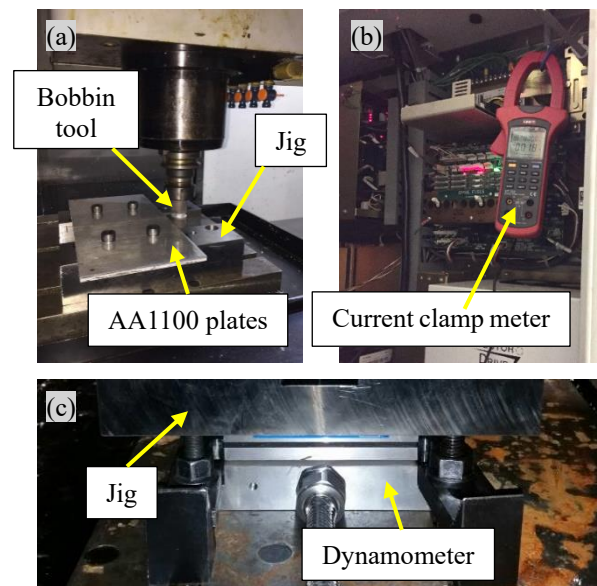 (a)
Bobbin
tool
Jig
AA1100 plates
(b)
Current clamp meter
(c)
Jig
Dynamometer